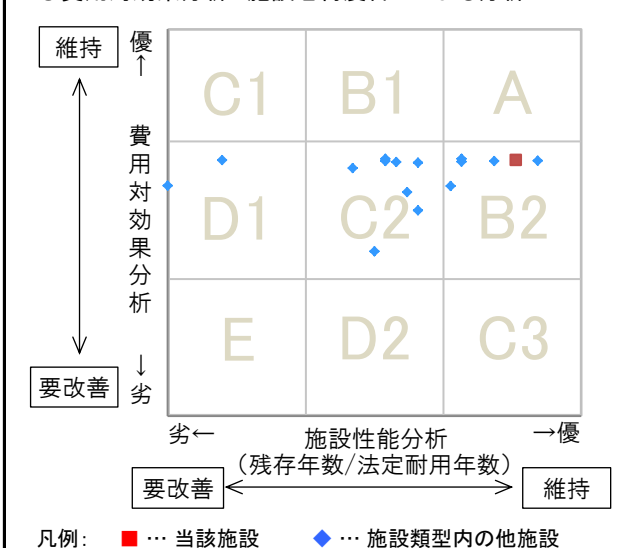 維持
優
↑
費用対効果分析
↓
劣
要改善
C1 B1 A
D1 C2 B2
E D2 C3
劣← 施設性能分析 →優
(残存年数/法定耐用年数)
要改善 維持
凡例: ■ … 当該施設 ◆ … 施設類型内の他施設